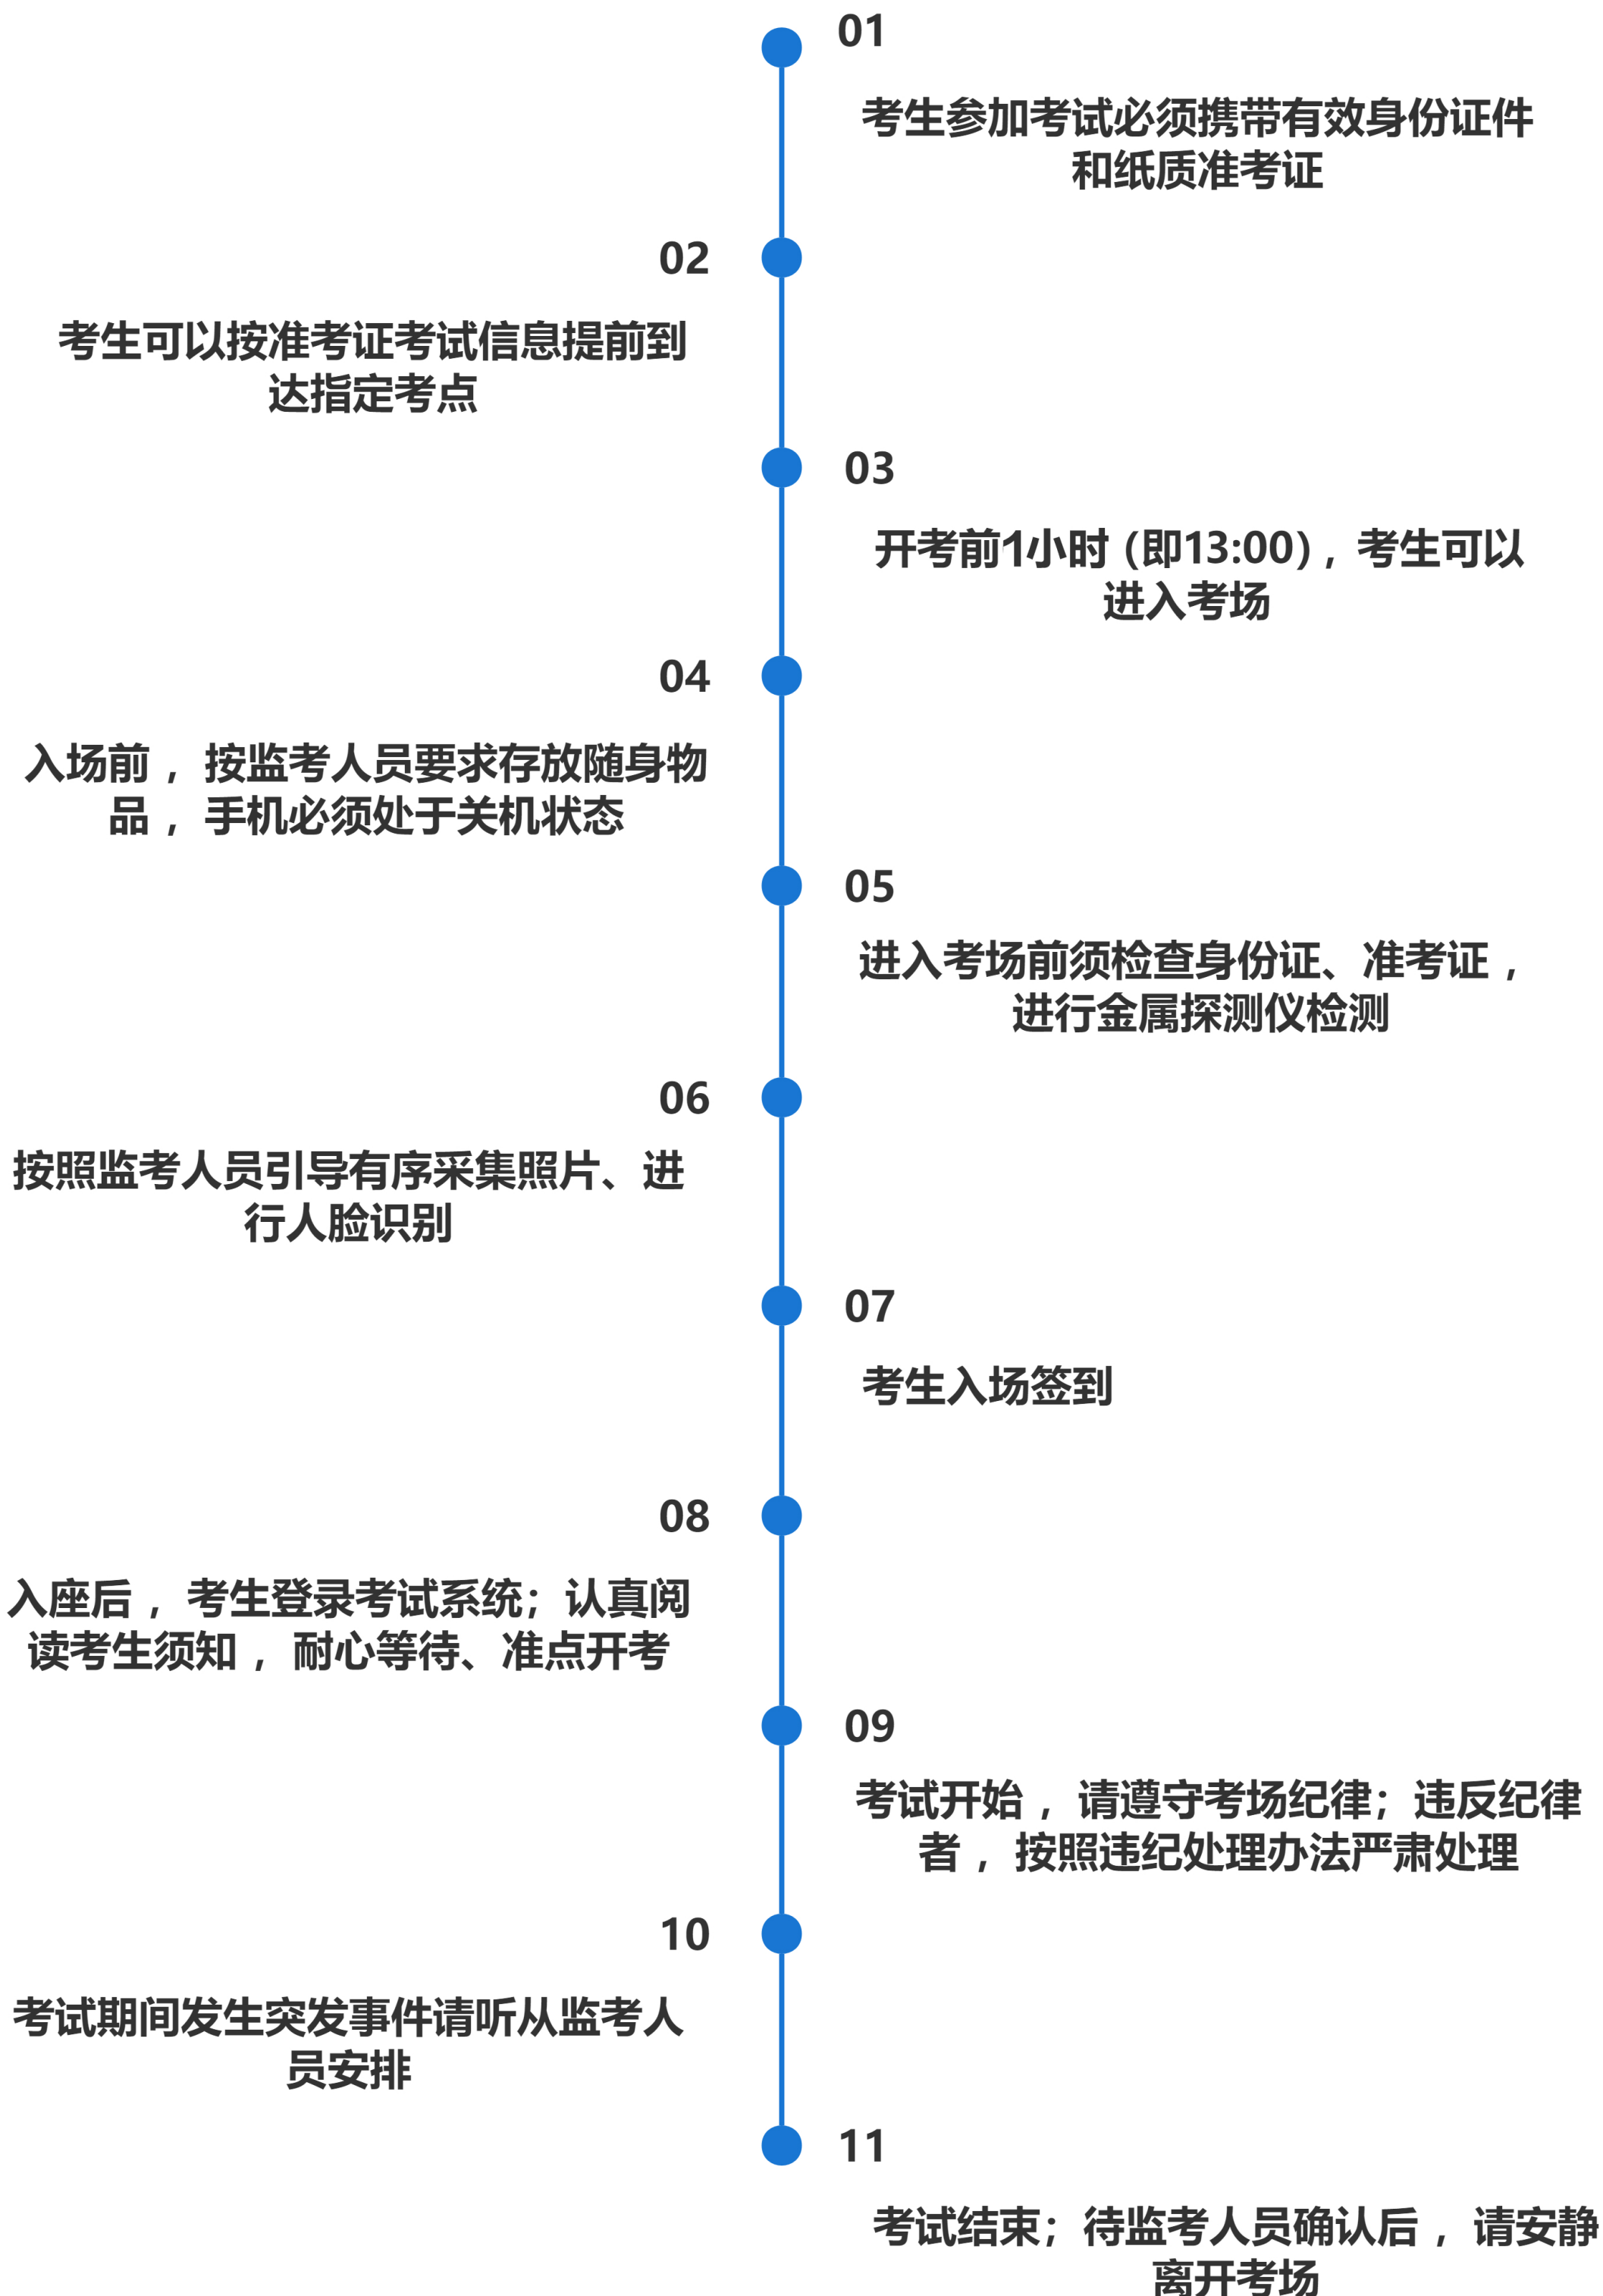 01
考生参加考试必须携带有效身份证件
和纸质准考证
02
考生可以按准考证考试信息提前到
达指定考点
03
开考前1小时 (即13:00) ，考生可以
进入考场
04
入场前 ，按监考人员要求存放随身物
品 ，手机必须处于关机状态
05
进入考场前须检查身份证、准考证 ，
进行金属探测仪检测
06
按照监考人员引导有序采集照片、进
行人脸识别
07
考生入场签到
08
入座后 ，考生登录考试系统；认真阅
读考生须知 ，耐心等待、准点开考
09
考试开始 ，请遵守考场纪律；违反纪律
者 ，按照违纪处理办法严肃处理
10
考试期间发生突发事件请听从监考人
员安排
11
考试结束；待监考人员确认后 ，请安静
离开考场